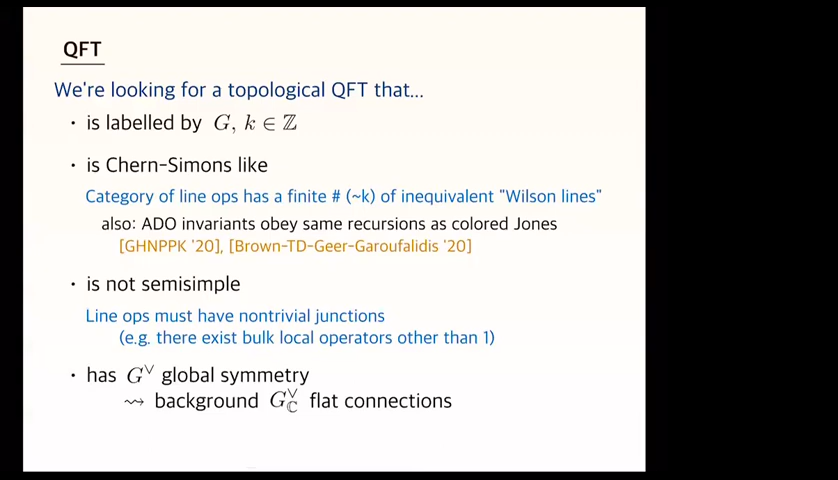 QFT
We're looking for a topological QFT that...
· is labelled by G, k ∈ ℤ
· is Chern-Simons like
Category of line ops has a finite # (~k) of inequivalent "Wilson lines"
also: ADO invariants obey same recursions as colored Jones
[GHNPPK '20], [Brown-TD-Geer-Garoufalidis '20]
· is not semisimple
Line ops must have nontrivial junctions
(e.g. there exist bulk local operators other than 1)
· has G^∨ global symmetry
⇝ background G_ℂ^∨ flat connections